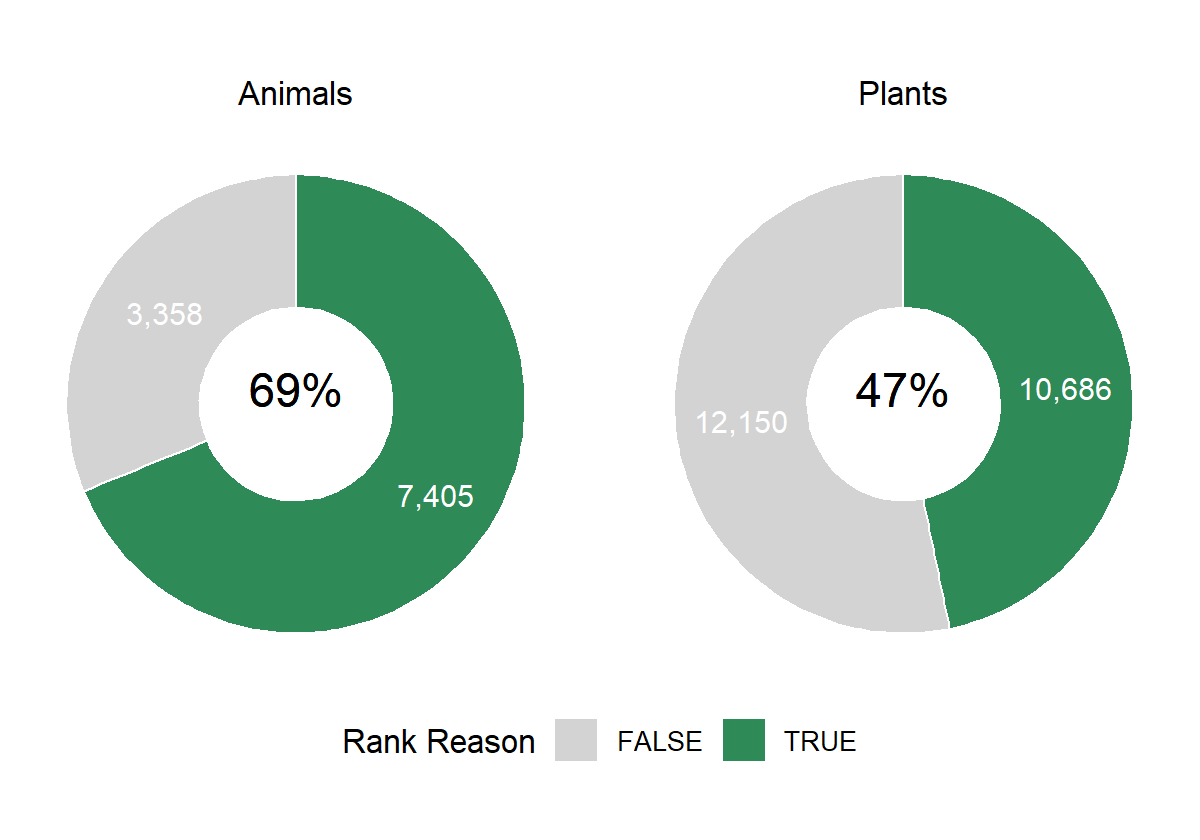 Animals
Plants
3,358
69%
7,405
12,150
47%
10,686
Rank Reason FALSE TRUE